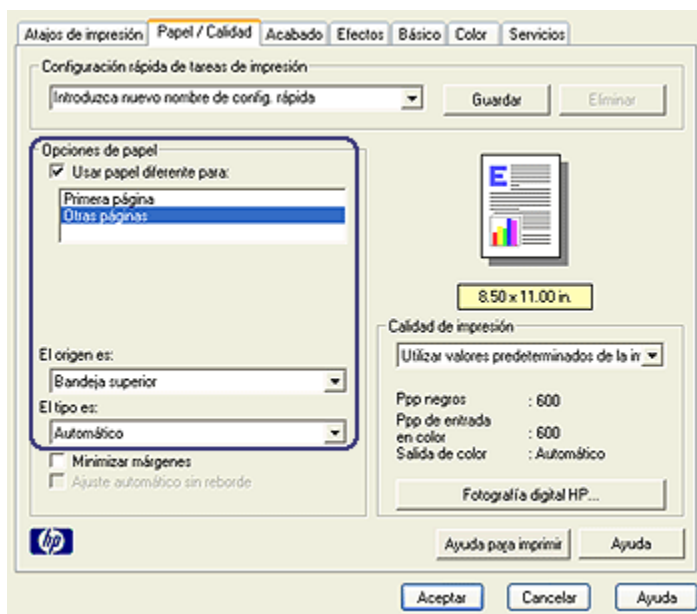 Atajos de impresión Papel / Calidad Acabado Efectos Básico Color Servicios
Configuración rápida de tareas de impresión
Introduzca nuevo nombre de config. rápida
Guardar
Eliminar
Opciones de papel
Usar papel diferente para:
Primera página
Otras páginas
El origen es:
Bandeja superior
El tipo es:
Automático
Minimizar márgenes
Ajuste automático sin reborde
E
8.50 x 11.00 in.
Calidad de impresión
Utilizar valores predeterminados de la
Ppp negros : 600
Ppp de entrada
en color : 600
Salida de color : Automático
Fotografía digital HP...
hp
Ayuda para imprimir
Ayuda
Aceptar
Cancelar
Ayuda